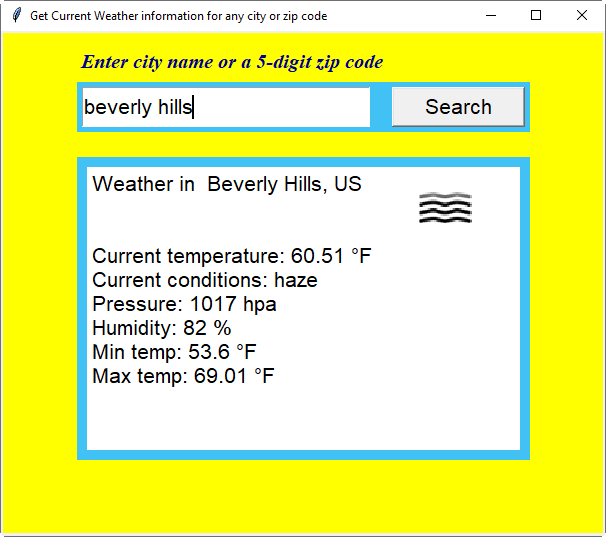 Get Current Weather information for any city or zip code
Enter city name or a 5-digit zip code
beverly hills
Search
Weather in  Beverly Hills, US
Current temperature: 60.51 °F
Current conditions: haze
Pressure: 1017 hpa
Humidity: 82 %
Min temp: 53.6 °F
Max temp: 69.01 °F